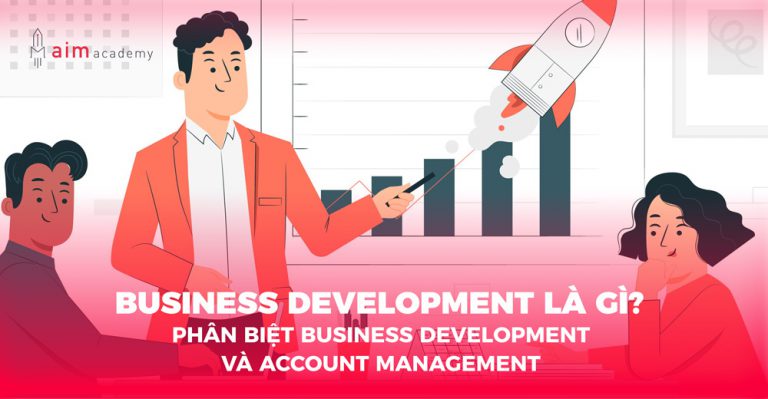 aim academy
BUSINESS DEVELOPMENT LÀ GÌ?
PHÂN BIỆT BUSINESS DEVELOPMENT
VÀ ACCOUNT MANAGEMENT